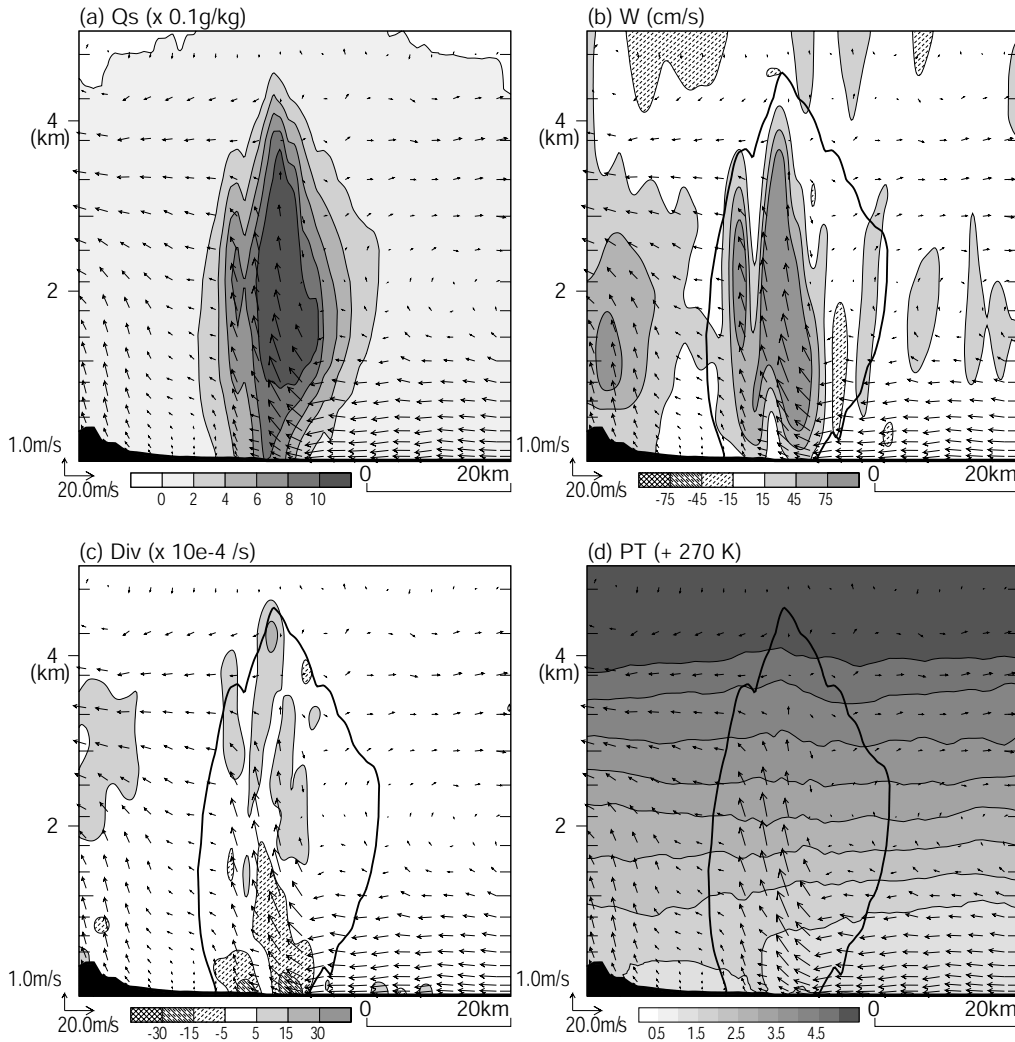 (a) Qs (x 0.1g/kg)
(b) W (cm/s)
4
(km)
2
1.0m/s
20.0m/s
0 2 4 6 8 10
0 20km
4
(km)
2
1.0m/s
20.0m/s
-75 -45 -15 15 45 75
0 20km
(c) Div (x 10e-4 /s)
(d) PT (+ 270 K)
4
(km)
2
1.0m/s
20.0m/s
-30 -15 -5 5 15 30
0 20km
4
(km)
2
1.0m/s
20.0m/s
0.5 1.5 2.5 3.5 4.5
0 20km